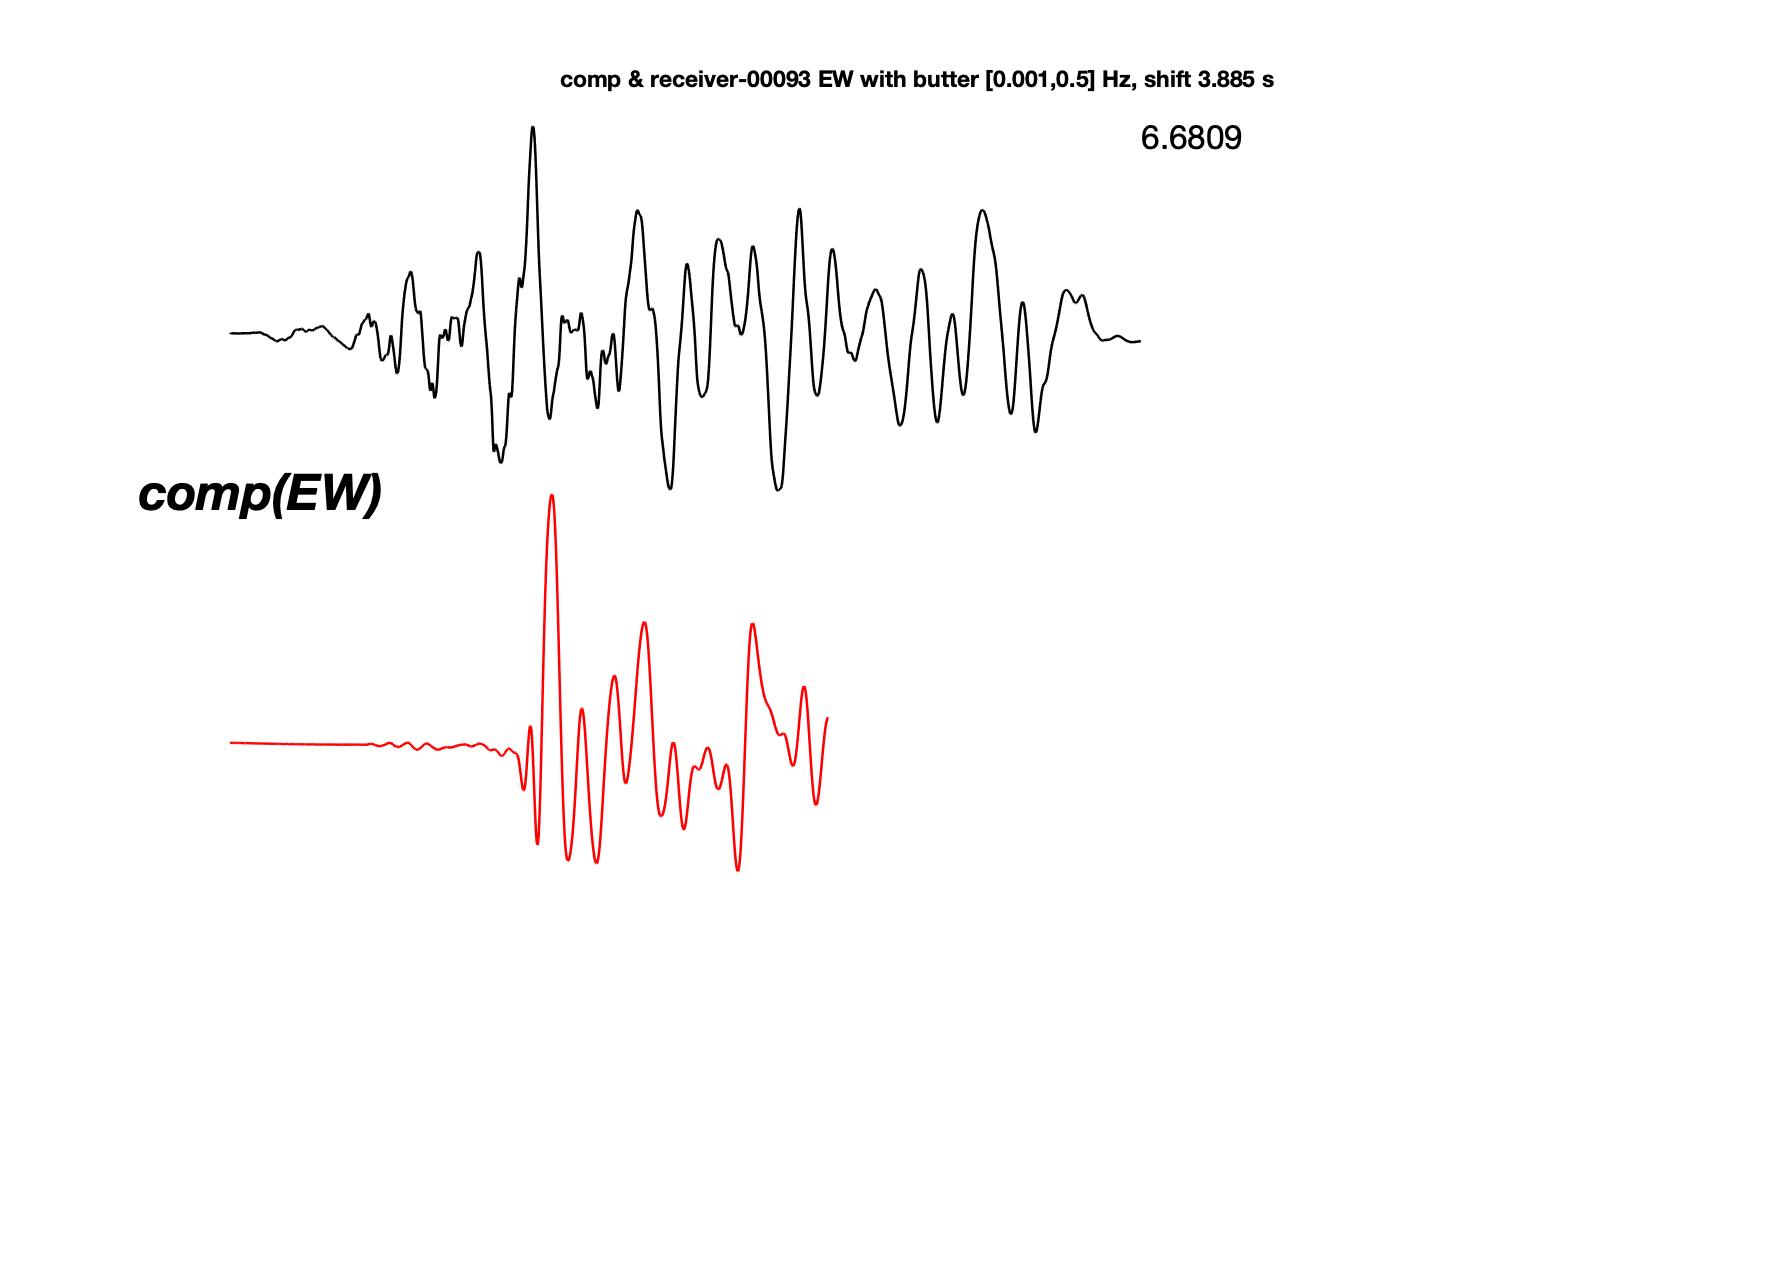 comp & receiver-00093 EW with butter [0.001,0.5] Hz, shift 3.885 s
6.6809
comp(EW)